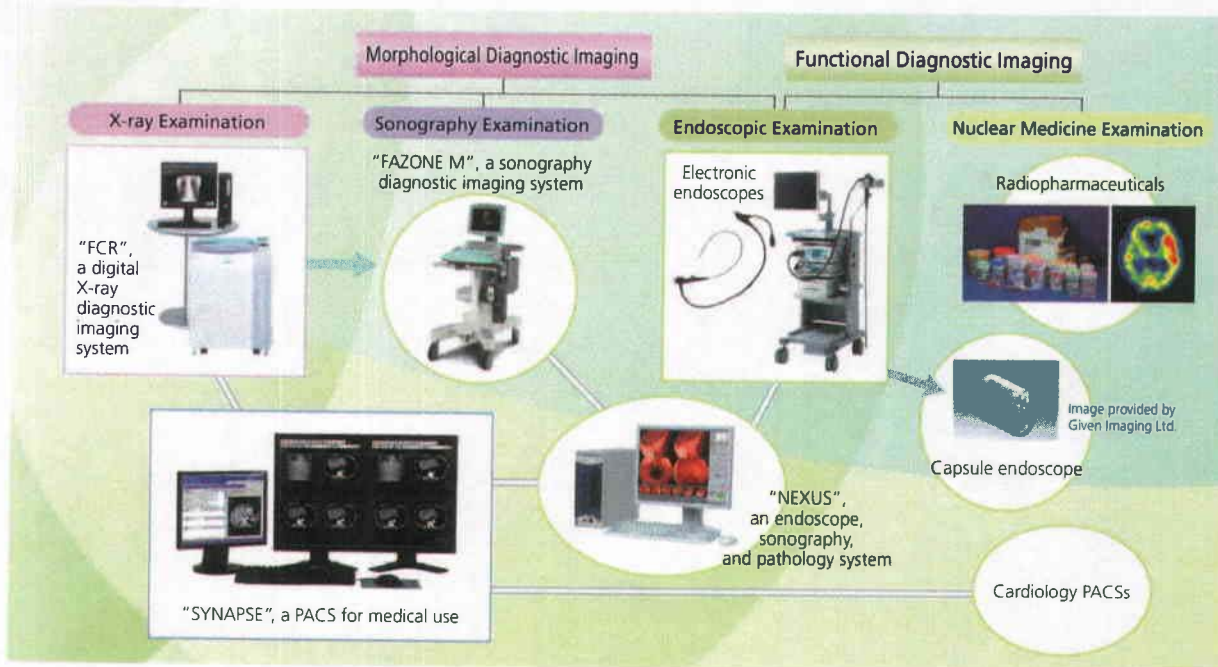 Morphological Diagnostic Imaging
Functional Diagnostic Imaging
X-ray Examination
Sonography Examination
Endoscopic Examination
Nuclear Medicine Examination
"FCR",
a digital
X-ray
diagnostic
imaging
system
"FAZONE M", a sonography
diagnostic imaging system
Electronic
endoscopes
Radiopharmaceuticals
Image provided by
Given Imaging Ltd.
Capsule endoscope
"NEXUS",
an endoscope,
sonography,
and pathology system
"SYNAPSE", a PACS for medical use
Cardiology PACSs